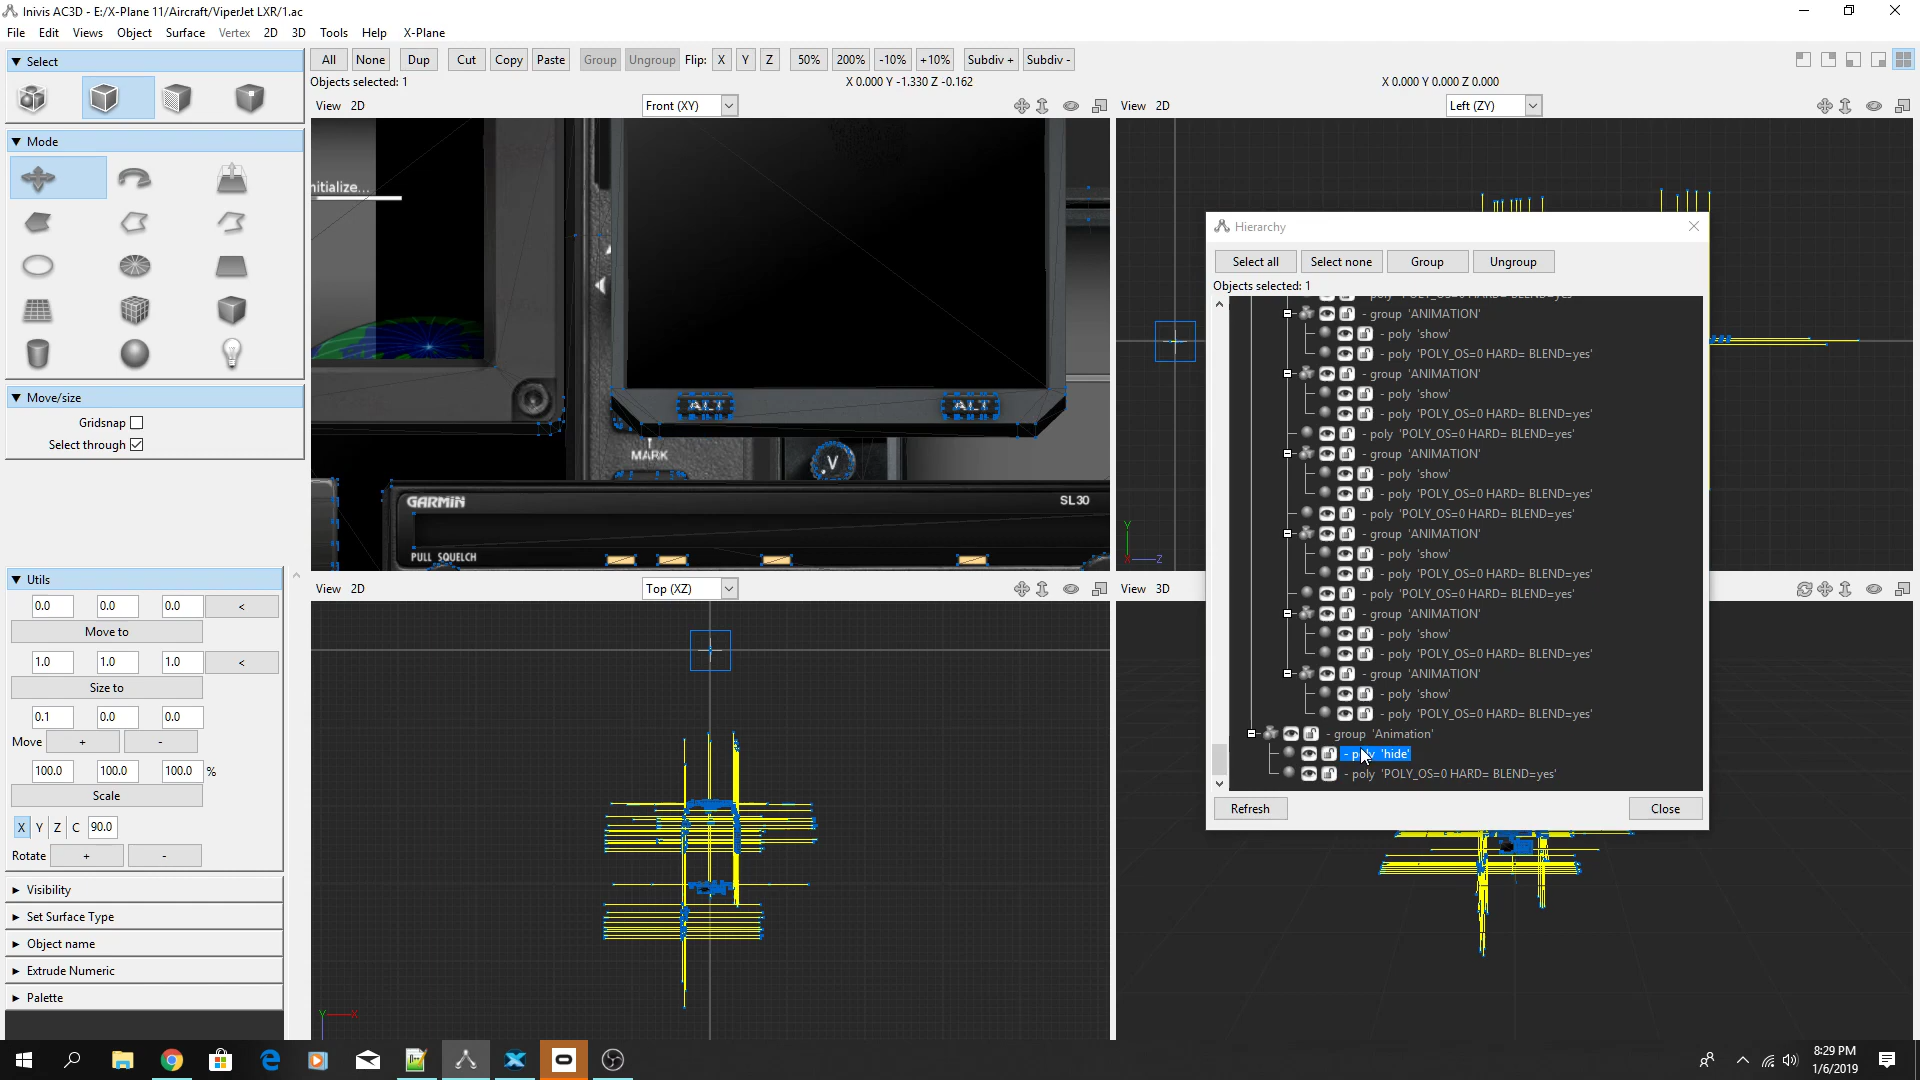 Inivis AC3D - E:/X-Plane 11/Aircraft/ViperJet LXR/1.ac
File Edit Views Object Surface Vertex 2D 3D Tools Help X-Plane
Select
All None Dup Cut Copy Paste Group Ungroup Flip: X Y Z 50% 200% -10% +10% Subdiv + Subdiv -
Objects selected: 1
X 0.000 Y -1.330 Z -0.162
X 0.000 Y 0.000 Z 0.000
View 2D Front (XY)
View 2D Left (ZY)
Mode
Move/size
Gridsnap
Select through
nitialize...
ALT ALT
MARK
V
GARMIN SL30
PULL SQUELCH
Y
Z
Utils
0.0 0.0 0.0 <
Move to
1.0 1.0 1.0 <
Size to
0.1 0.0 0.0
Move + -
100.0 100.0 100.0 %
Scale
X Y Z C 90.0
Rotate + -
Visibility
Set Surface Type
Object name
Extrude Numeric
Palette
View 2D Top (XZ)
View 3D
Y X
Hierarchy
Select all Select none Group Ungroup
Objects selected: 1
- poly 'POLY_OS=0 HARD= BLEND=yes'
- group 'ANIMATION'
- poly 'show'
- poly 'POLY_OS=0 HARD= BLEND=yes'
- group 'ANIMATION'
- poly 'show'
- poly 'POLY_OS=0 HARD= BLEND=yes'
- poly 'POLY_OS=0 HARD= BLEND=yes'
- group 'ANIMATION'
- poly 'show'
- poly 'POLY_OS=0 HARD= BLEND=yes'
- poly 'POLY_OS=0 HARD= BLEND=yes'
- group 'ANIMATION'
- poly 'show'
- poly 'POLY_OS=0 HARD= BLEND=yes'
- poly 'POLY_OS=0 HARD= BLEND=yes'
- group 'ANIMATION'
- poly 'show'
- poly 'POLY_OS=0 HARD= BLEND=yes'
- group 'ANIMATION'
- poly 'show'
- poly 'POLY_OS=0 HARD= BLEND=yes'
- group 'Animation'
- poly 'hide'
- poly 'POLY_OS=0 HARD= BLEND=yes'
Refresh Close
8:29 PM
1/6/2019